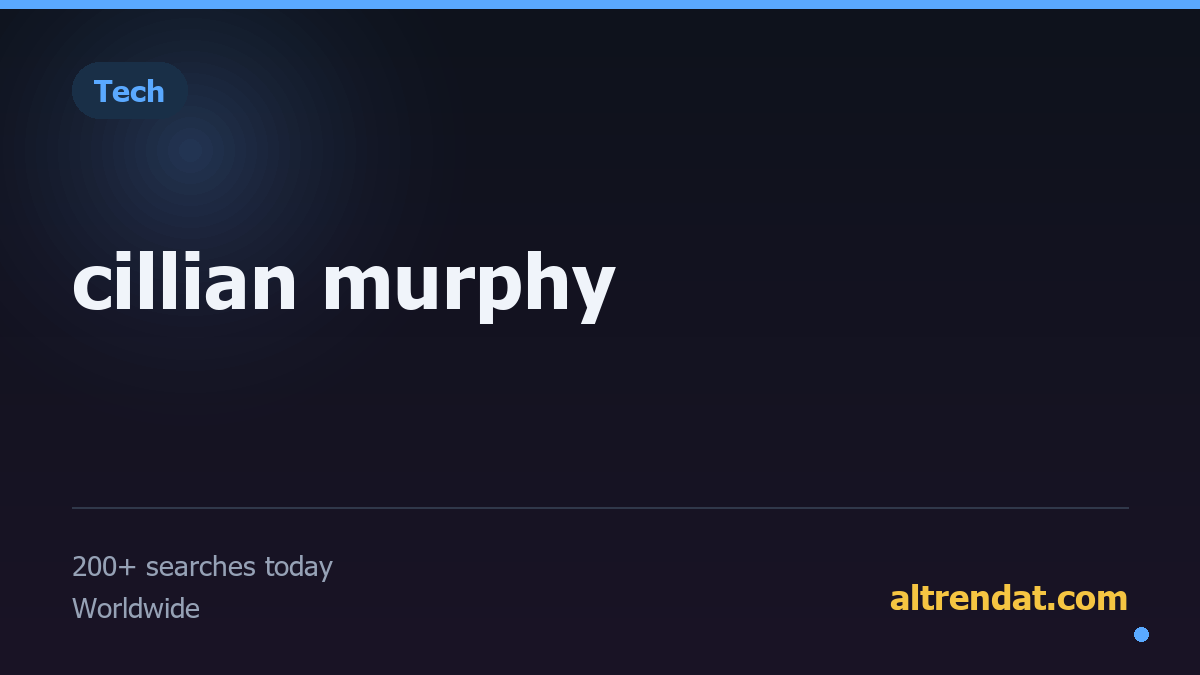 Tech
cillian murphy
200+ searches today
Worldwide
altrendat.com